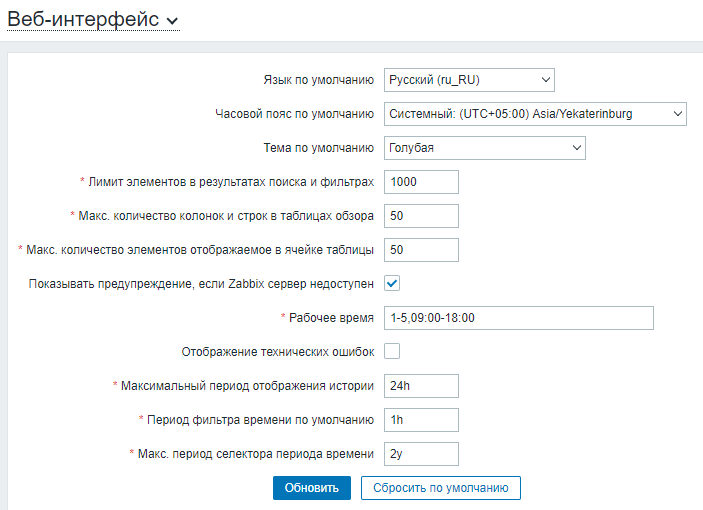 Веб-интерфейс
Язык по умолчанию Русский (ru_RU)
Часовой пояс по умолчанию Системный: (UTC+05:00) Asia/Yekaterinburg
Тема по умолчанию Голубая
* Лимит элементов в результатах поиска и фильтрах 1000
* Макс. количество колонок и строк в таблицах обзора 50
* Макс. количество элементов отображаемое в ячейке таблицы 50
Показывать предупреждение, если Zabbix сервер недоступен
* Рабочее время 1-5,09:00-18:00
Отображение технических ошибок
* Максимальный период отображения истории 24h
* Период фильтра времени по умолчанию 1h
* Макс. период селектора периода времени 2y
Обновить Сбросить по умолчанию